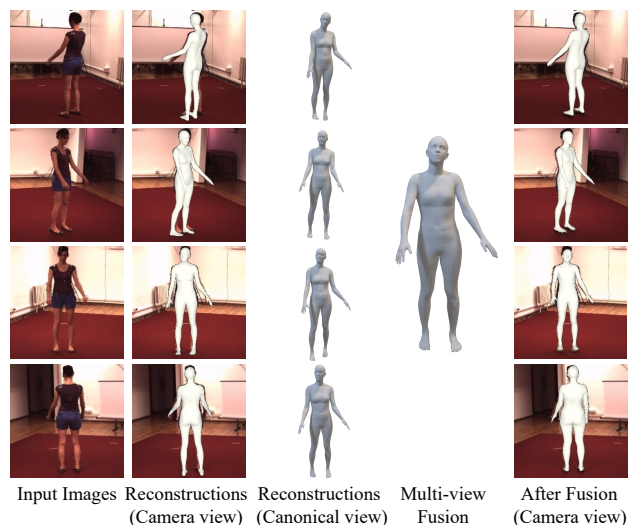 Input Images Reconstructions Reconstructions Multi-view After Fusion
(Camera view) (Canonical view) Fusion (Camera view)